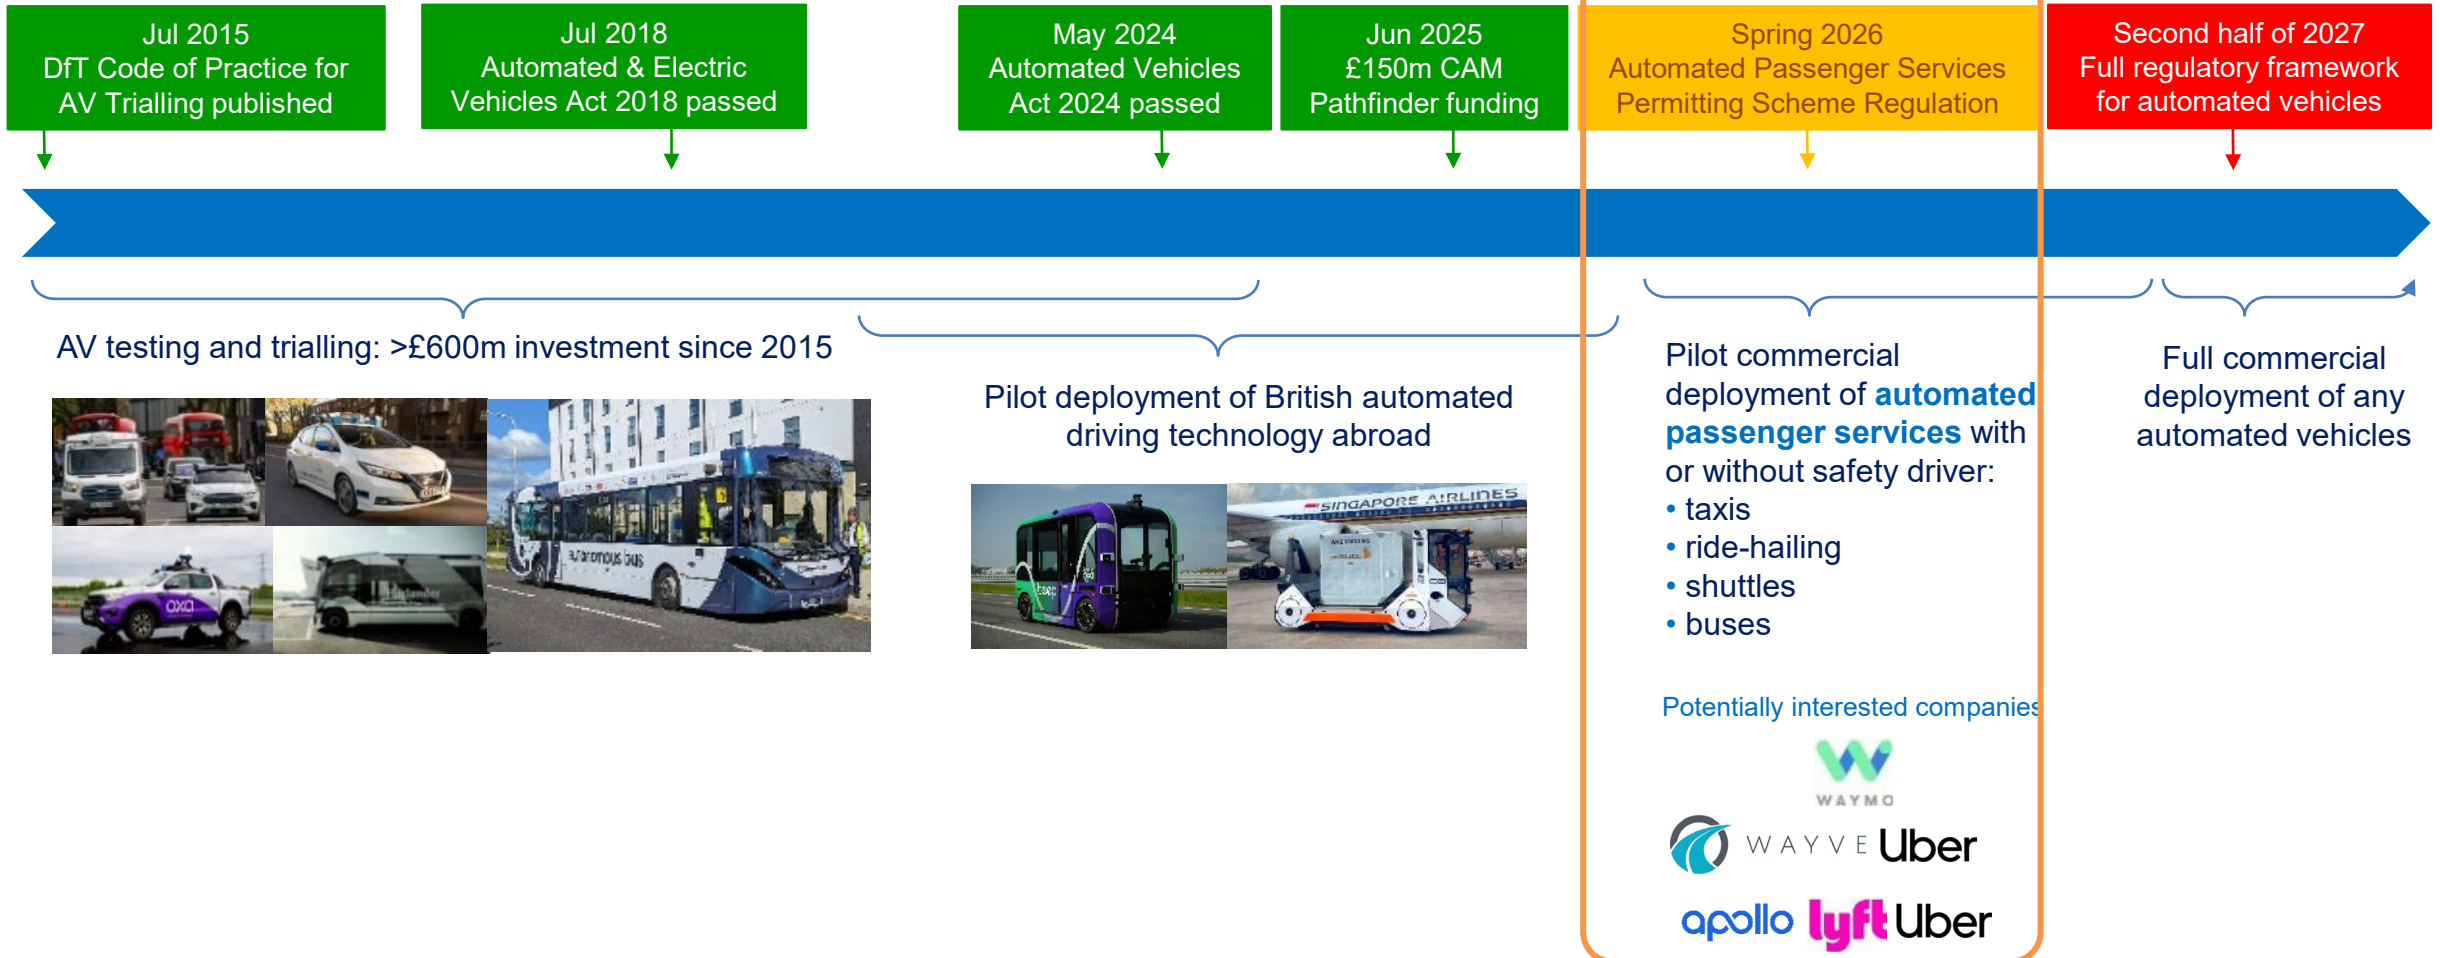 Jul 2015
DfT Code of Practice for
AV Trialling published
Jul 2018
Automated & Electric
Vehicles Act 2018 passed
May 2024
Automated Vehicles
Act 2024 passed
Jun 2025
£150m CAM
Pathfinder funding
Spring 2026
Automated Passenger Services
Permitting Scheme Regulation
Second half of 2027
Full regulatory framework
for automated vehicles
AV testing and trialling: >£600m investment since 2015
oxa
autonomous bus
Pilot deployment of British automated
driving technology abroad
SINGAPORE AIRLINES
Pilot commercial
deployment of automated
passenger services with
or without safety driver:
• taxis
• ride-hailing
• shuttles
• buses
Potentially interested companies
WAYMO
WAYVE Uber
apollo lyft Uber
Full commercial
deployment of any
automated vehicles